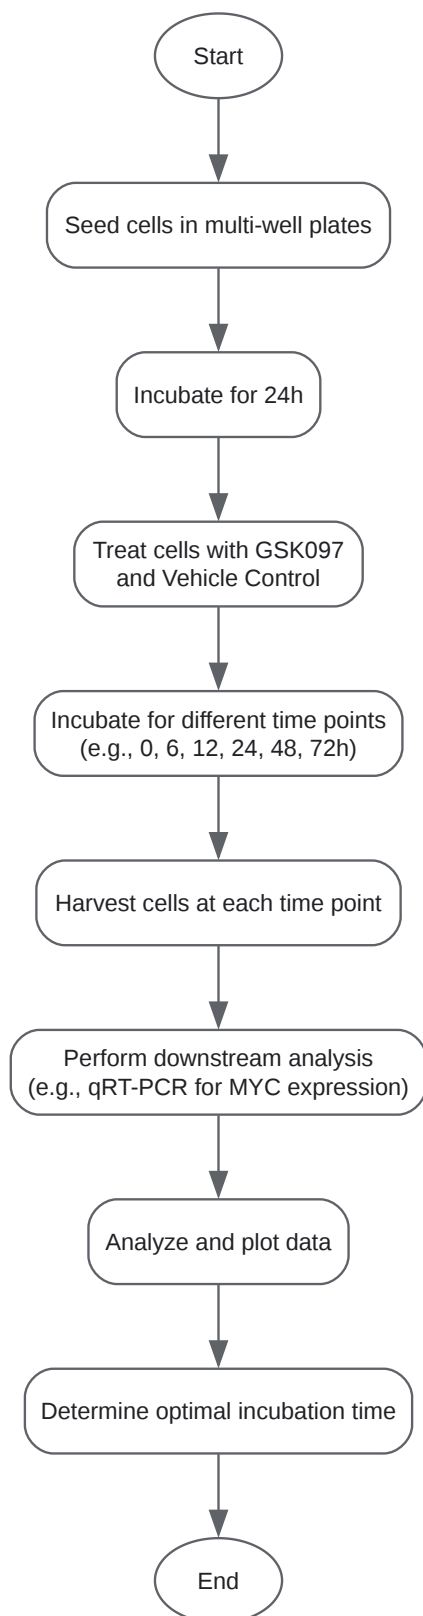 Start
Seed cells in multi-well plates
Incubate for 24h
Treat cells with GSK097
and Vehicle Control
Incubate for different time points
(e.g., 0, 6, 12, 24, 48, 72h)
Harvest cells at each time point
Perform downstream analysis
(e.g., qRT-PCR for MYC expression)
Analyze and plot data
Determine optimal incubation time
End